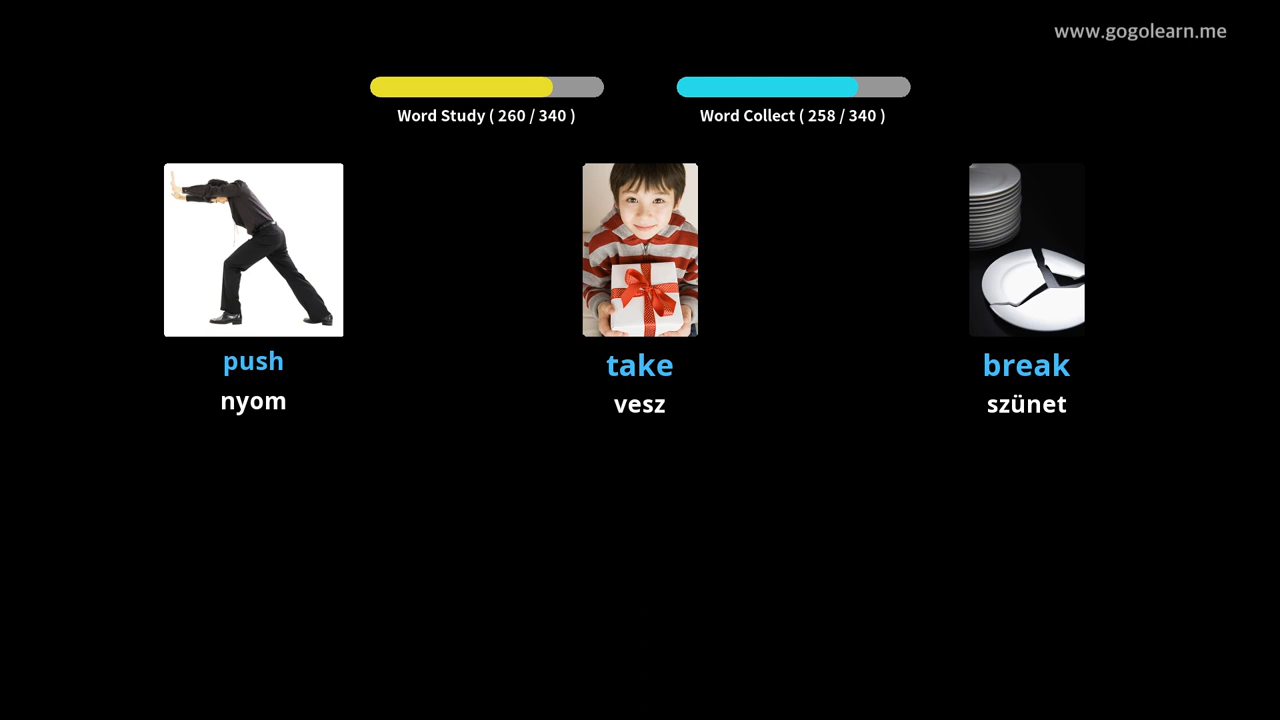 www.gogolearn.me
Word Study ( 260 / 340 )
Word Collect ( 258 / 340 )
push
take
break
nyom
vesz
szünet